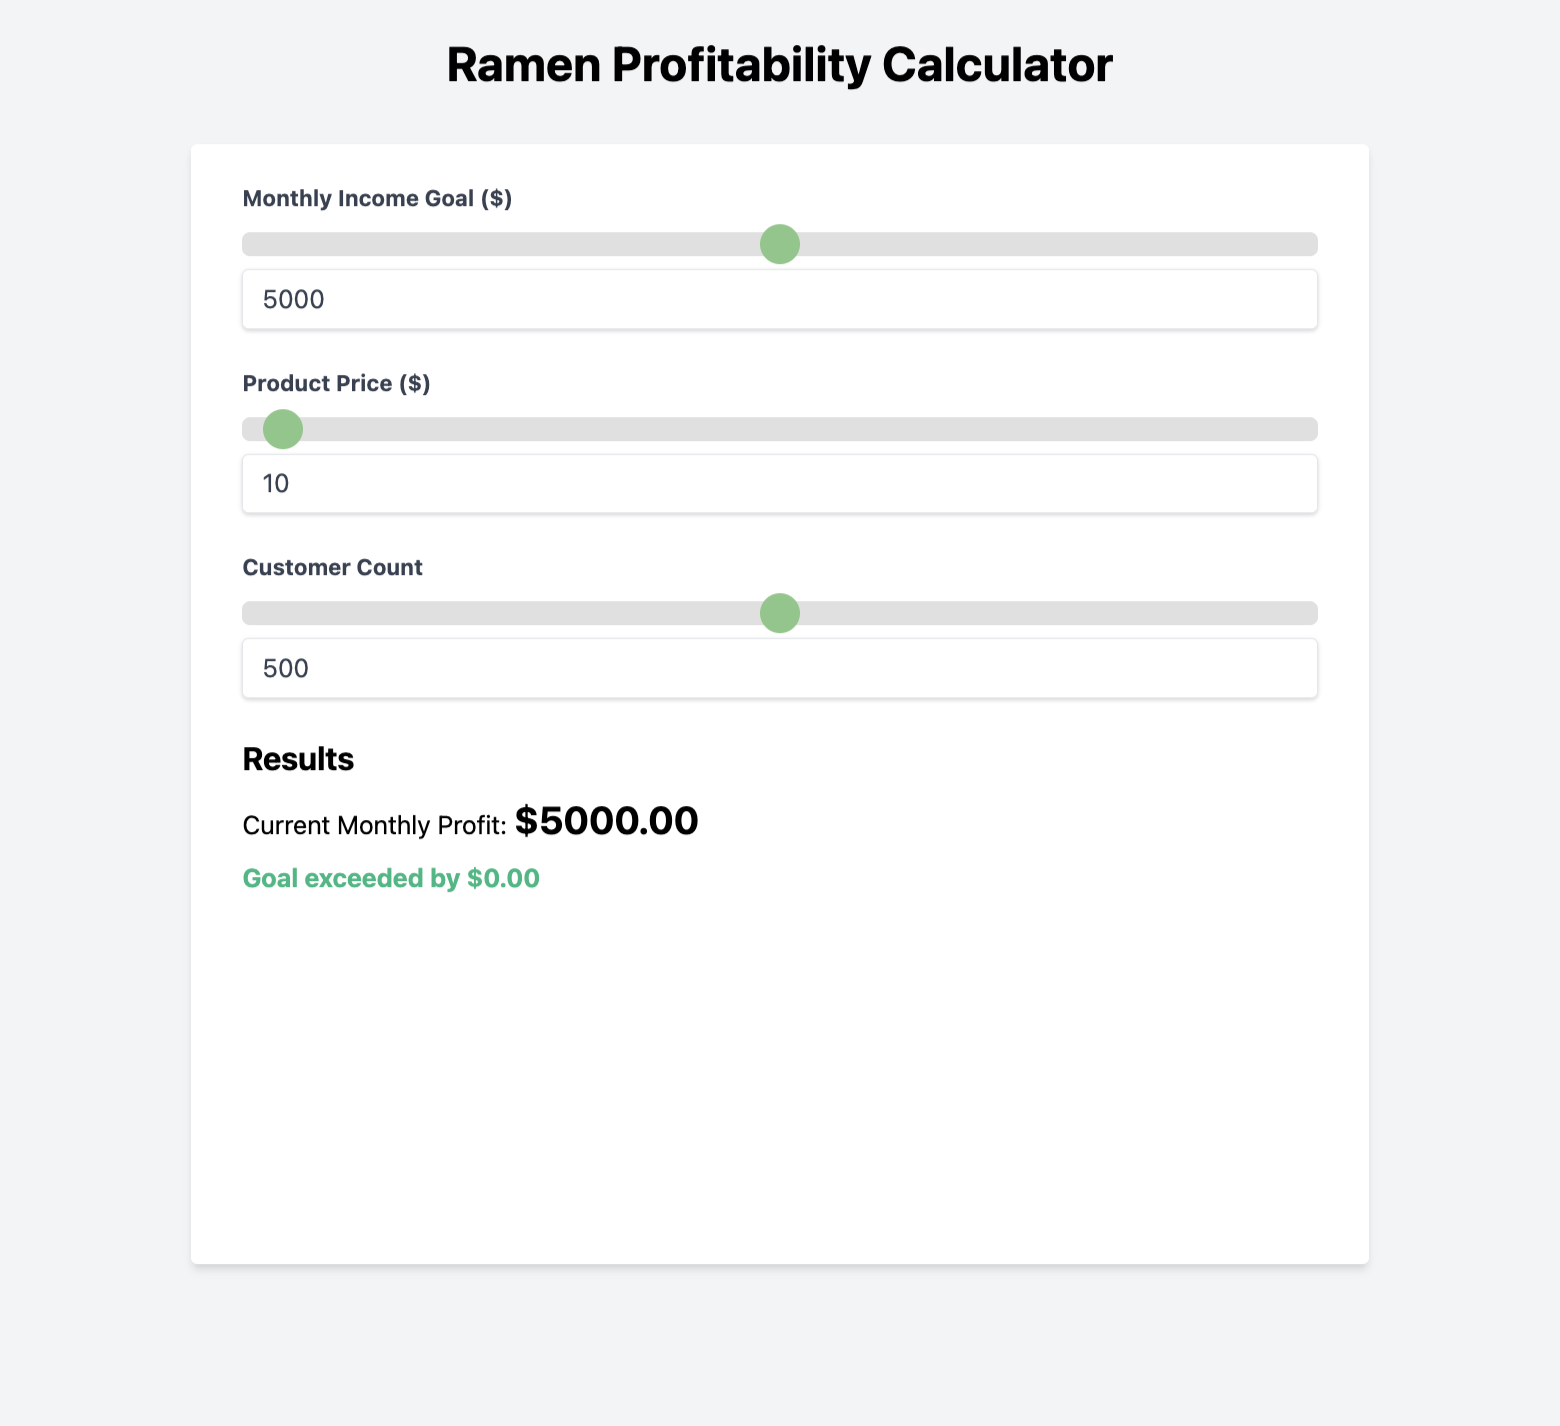 Ramen Profitability Calculator
Monthly Income Goal ($)
5000
Product Price ($)
10
Customer Count
500
Results
Current Monthly Profit: $5000.00
Goal exceeded by $0.00